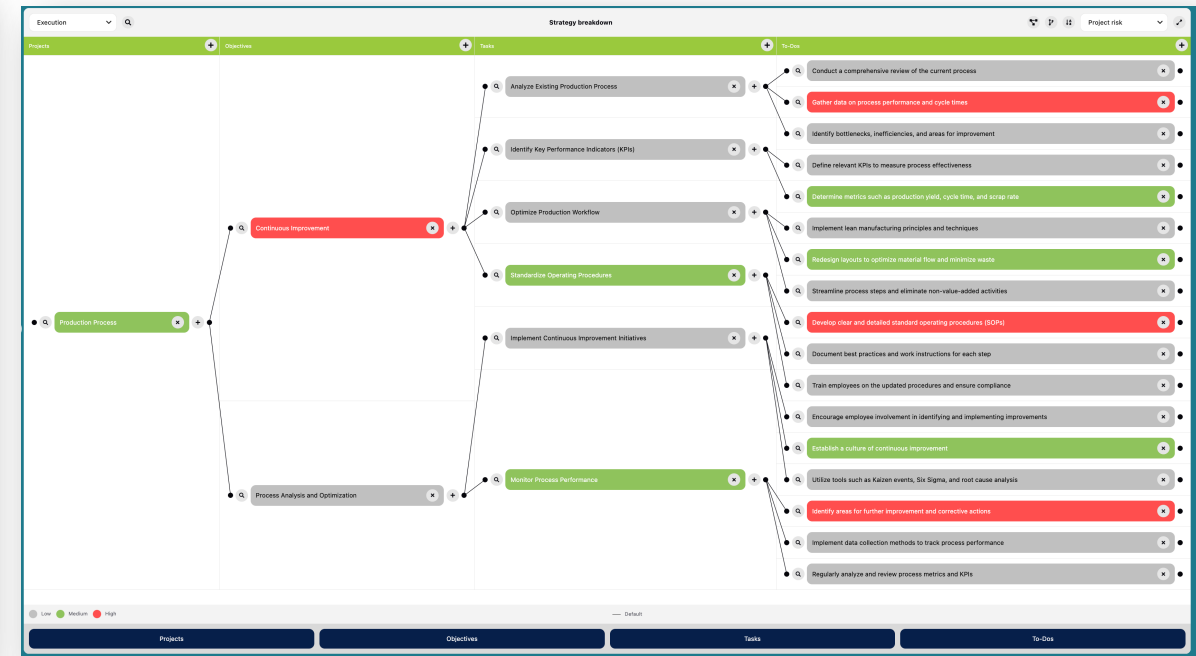 Execution
Strategy breakdown
Project risk
Projects
Objectives
Tasks
To-Dos
Production Process
Continuous Improvement
Process Analysis and Optimization
Analyze Existing Production Process
Identify Key Performance Indicators (KPIs)
Optimize Production Workflow
Standardize Operating Procedures
Implement Continuous Improvement Initiatives
Monitor Process Performance
Conduct a comprehensive review of the current process
Gather data on process performance and cycle times
Identify bottlenecks, inefficiencies, and areas for improvement
Define relevant KPIs to measure process effectiveness
Determine metrics such as production yield, cycle time, and scrap rate
Implement lean manufacturing principles and techniques
Redesign layouts to optimize material flow and minimize waste
Streamline process steps and eliminate non-value-added activities
Develop clear and detailed standard operating procedures (SOPs)
Document best practices and work instructions for each step
Train employees on the updated procedures and ensure compliance
Encourage employee involvement in identifying and implementing improvements
Establish a culture of continuous improvement
Utilize tools such as Kaizen events, Six Sigma, and root cause analysis
Identify areas for further improvement and corrective actions
Implement data collection methods to track process performance
Regularly analyze and review process metrics and KPIs
Low
Medium
High
Default
Projects
Objectives
Tasks
To-Dos